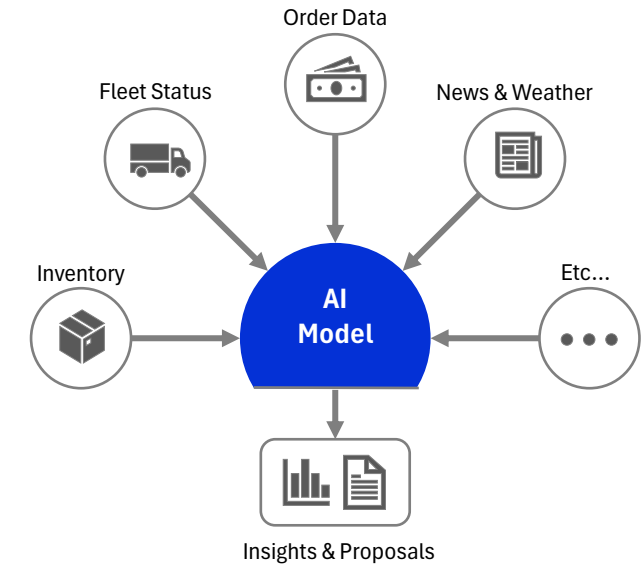 Order Data
Fleet Status
News & Weather
Inventory
Etc...
AI
Model
Insights & Proposals